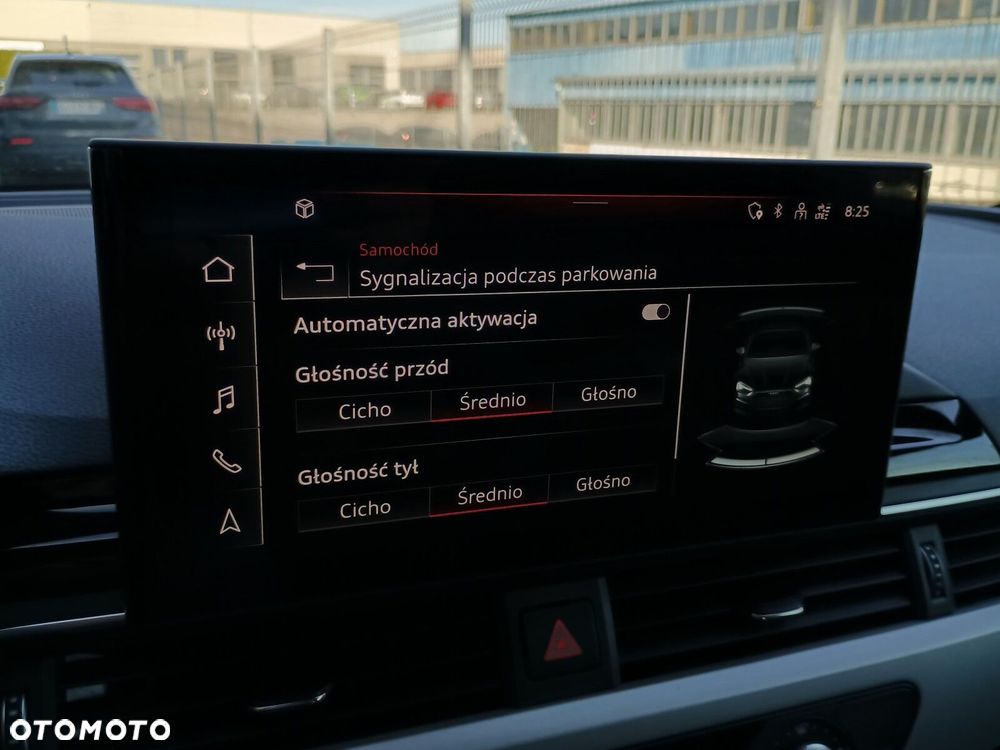 8:25
Samochód
Sygnalizacja podczas parkowania
Automatyczna aktywacja
Głośność przód
Cicho Średnio Głośno
Głośność tył
Cicho Średnio Głośno
OTOMOTO